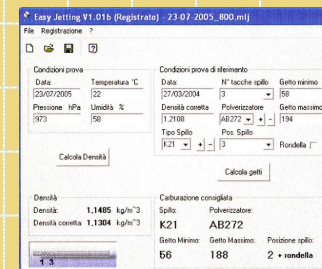 Easy Jetting V1.01b (Registrato) - 23-07-2005_800.mlj
File Registrazione ?
Condizioni prova
Data: Temperatura °C
23/07/2005 22
Pressione hPa Umidità %
973 58
Calcola Densità
Condizioni prova di riferimento
Data: N° tacche spillo Getto minimo
27/03/2004 3 58
Densità corretta Polverizzatore: Getto massimo
1,2108 AB272 + - 194
Tipo Spillo Pos. Spillo
K21 + - 3 Rondella
Calcola getti
Densità
Densità: 1,1485 kg/m^3
Densità corretta: 1,1304 kg/m^3
1 3
Carburazione consigliata
Spillo: Polverizzatore:
K21 AB272
Getto Minimo: Getto Massimo: Posizione spillo:
56 188 2 + rondella